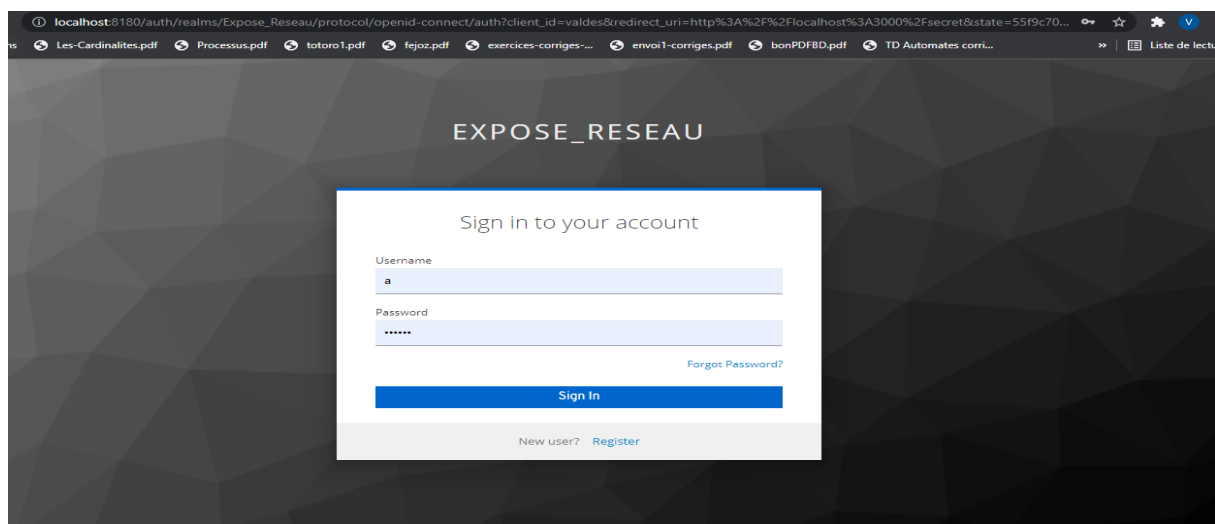 localhost:8180/auth/realms/Expose_Reseau/protocol/openid-connect/auth?client_id=valdes&redirect_uri=http%3A%2F%2Flocalhost%3A3000%2Fsecret&state=55f9c70...
V
ns Les-Cardinalites.pdf Processus.pdf totoro1.pdf fejoz.pdf exercices-corriges-... envoi1-corriges.pdf bonPDFBD.pdf TD Automates corri... » Liste de lectu
EXPOSE_RESEAU
Sign in to your account
Username
a
Password
••••••
Forgot Password?
Sign In
New user? Register